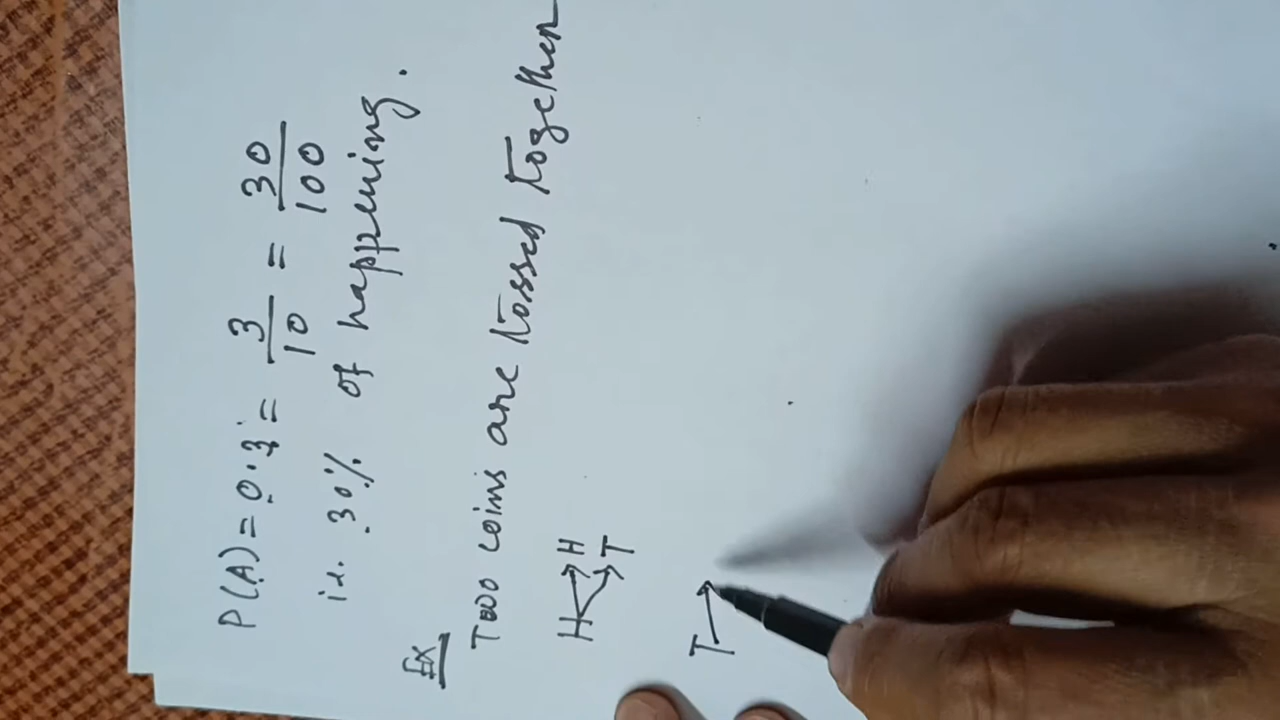 P(A) = 0.3 = 3/10 = 30/100
i.e. 30% of happening.
Ex
Two coins are tossed together
H → H
→ T
T →